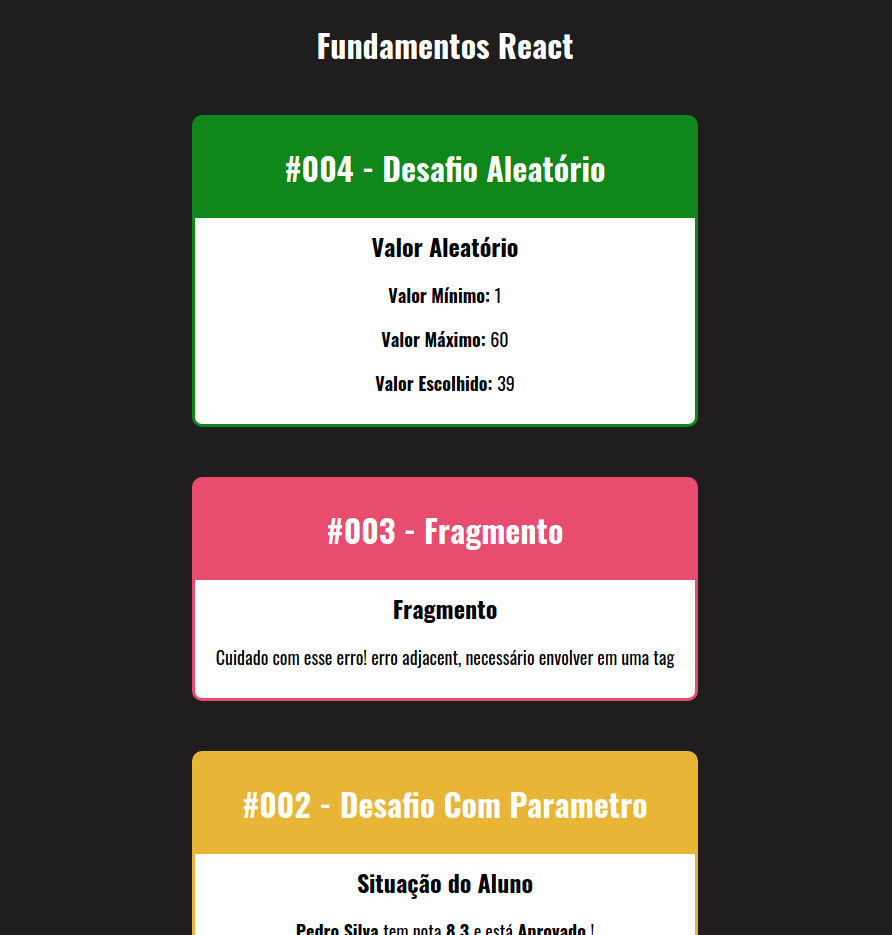 Fundamentos React
#004 - Desafio Aleatório
Valor Aleatório
Valor Mínimo: 1
Valor Máximo: 60
Valor Escolhido: 39
#003 - Fragmento
Fragmento
Cuidado com esse erro! erro adjacent, necessário envolver em uma tag
#002 - Desafio Com Parametro
Situação do Aluno
Pedro Silva tem nota 8.3 e está Aprovado !